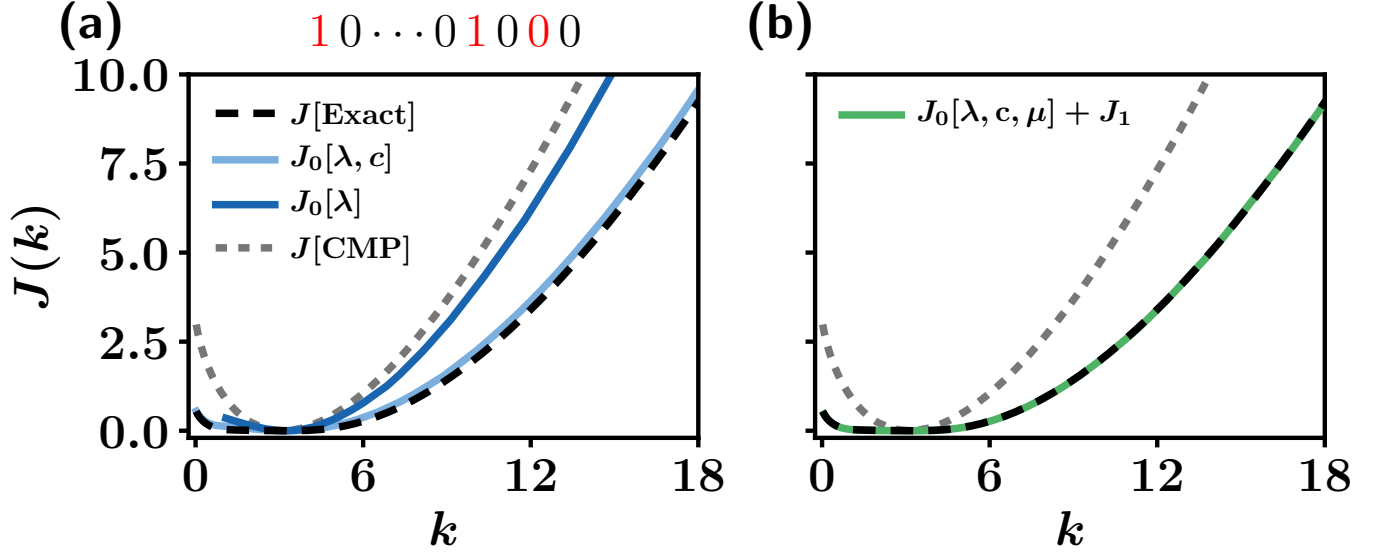 (a)
1 0 ··· 0 1 0 0 0
J(k)
10.0
7.5
5.0
2.5
0.0
J[Exact]
J₀[λ, c]
J₀[λ]
J[CMP]
0 6 12 18
k
(b)
J₀[λ, c, μ] + J₁
0 6 12 18
k